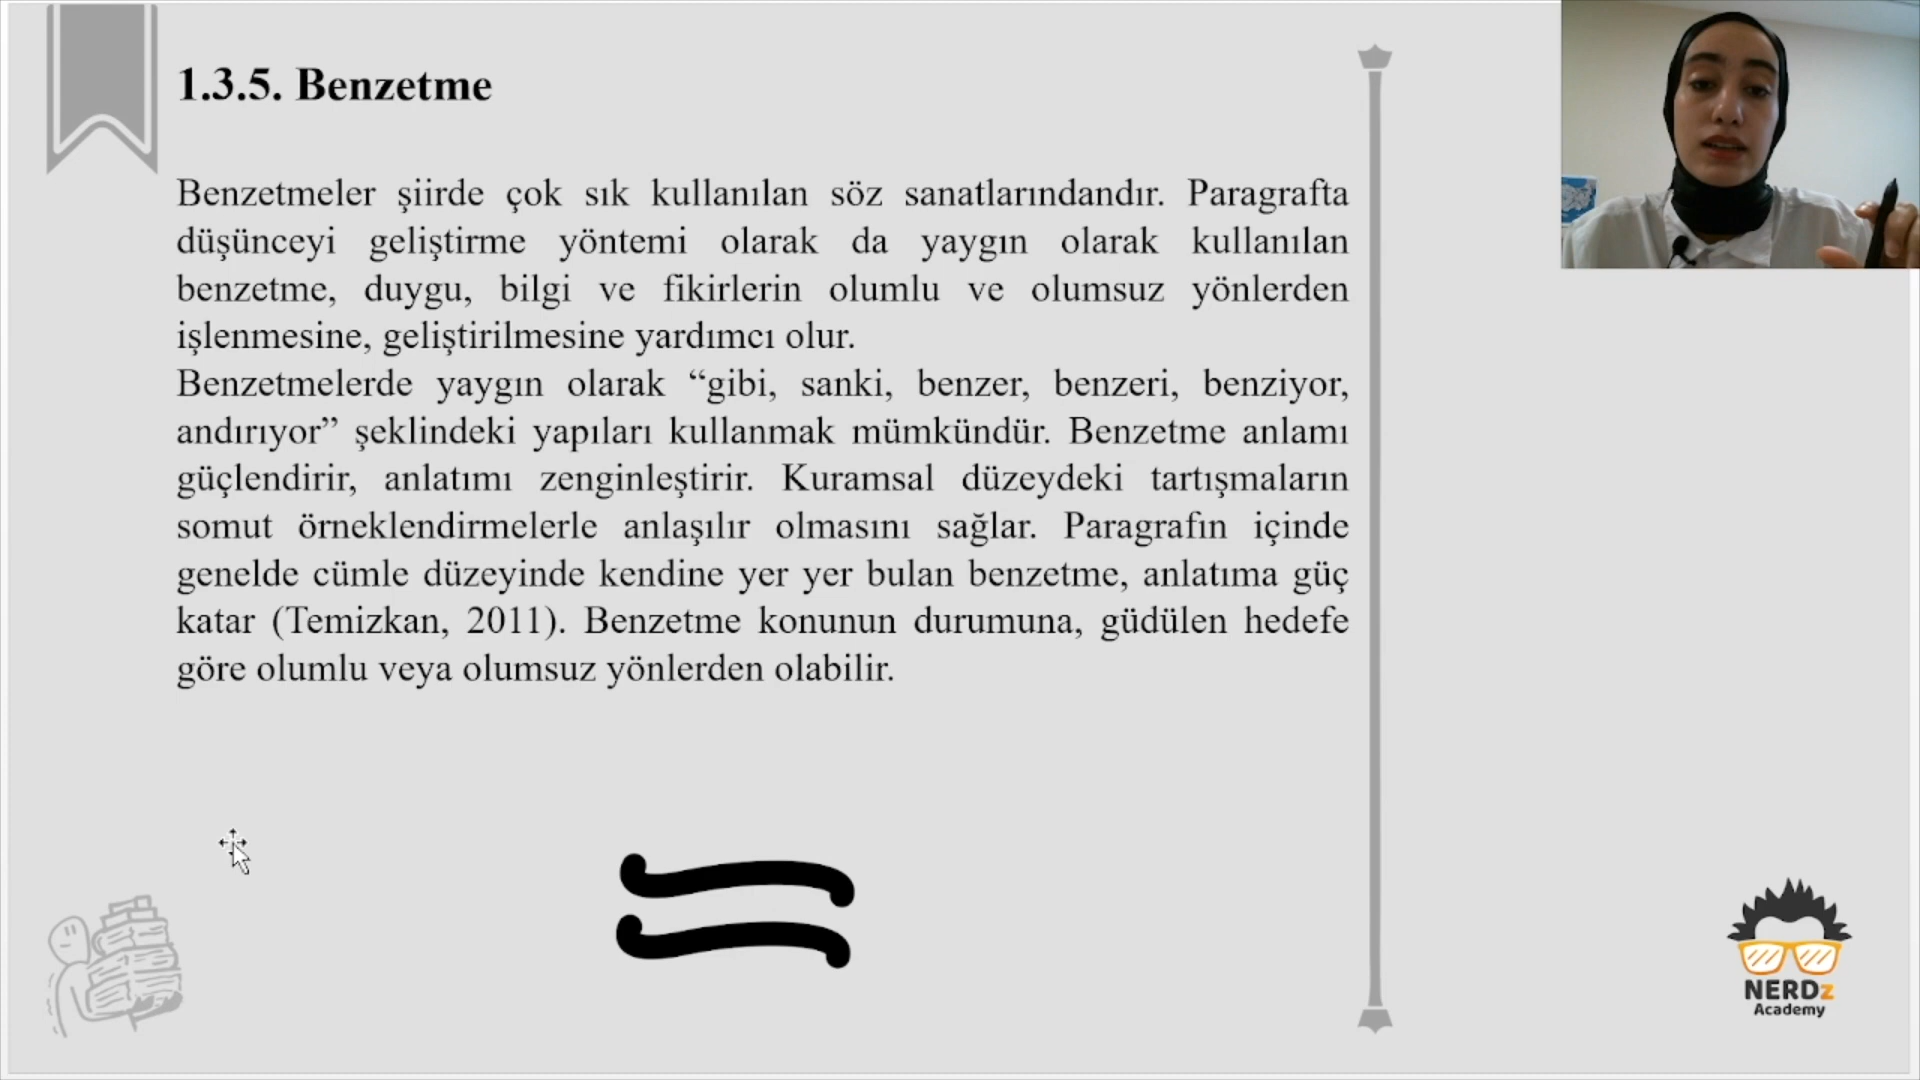 1.3.5. Benzetme
Benzetmeler şiirde çok sık kullanılan söz sanatlarındandır. Paragrafta
düşünceyi geliştirme yöntemi olarak da yaygın olarak kullanılan
benzetme, duygu, bilgi ve fikirlerin olumlu ve olumsuz yönlerden
işlenmesine, geliştirilmesine yardımcı olur.
Benzetmelerde yaygın olarak “gibi, sanki, benzer, benzeri, benziyor,
andırıyor” şeklindeki yapıları kullanmak mümkündür. Benzetme anlamı
güçlendirir, anlatımı zenginleştirir. Kuramsal düzeydeki tartışmaların
somut örneklendirmelerle anlaşılır olmasını sağlar. Paragrafın içinde
genelde cümle düzeyinde kendine yer yer bulan benzetme, anlatıma güç
katar (Temizkan, 2011). Benzetme konunun durumuna, güdülen hedefe
göre olumlu veya olumsuz yönlerden olabilir.
NERDz
Academy